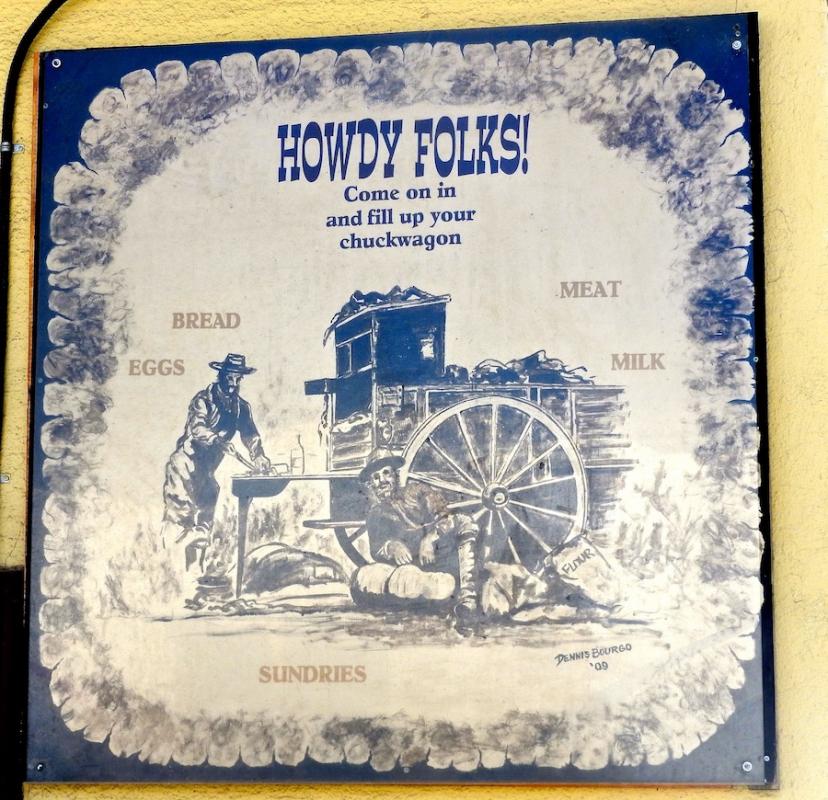 HOWDY FOLKS!
Come on in
and fill up your
chuckwagon
MEAT
BREAD
EGGS
MILK
FLOUR
DENNIS BOURGO
'09
SUNDRIES